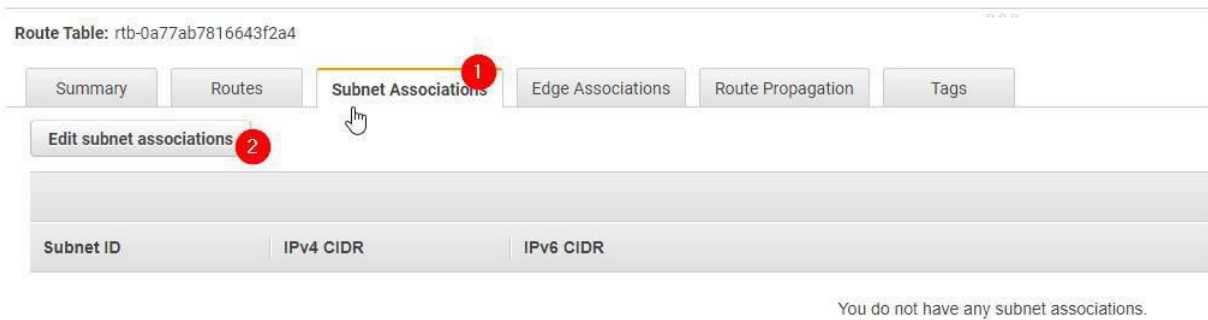 Route Table: rtb-0a77ab7816643f2a4
Summary Routes Subnet Associations 1 Edge Associations Route Propagation Tags
Edit subnet associations 2
Subnet ID IPv4 CIDR IPv6 CIDR
You do not have any subnet associations.